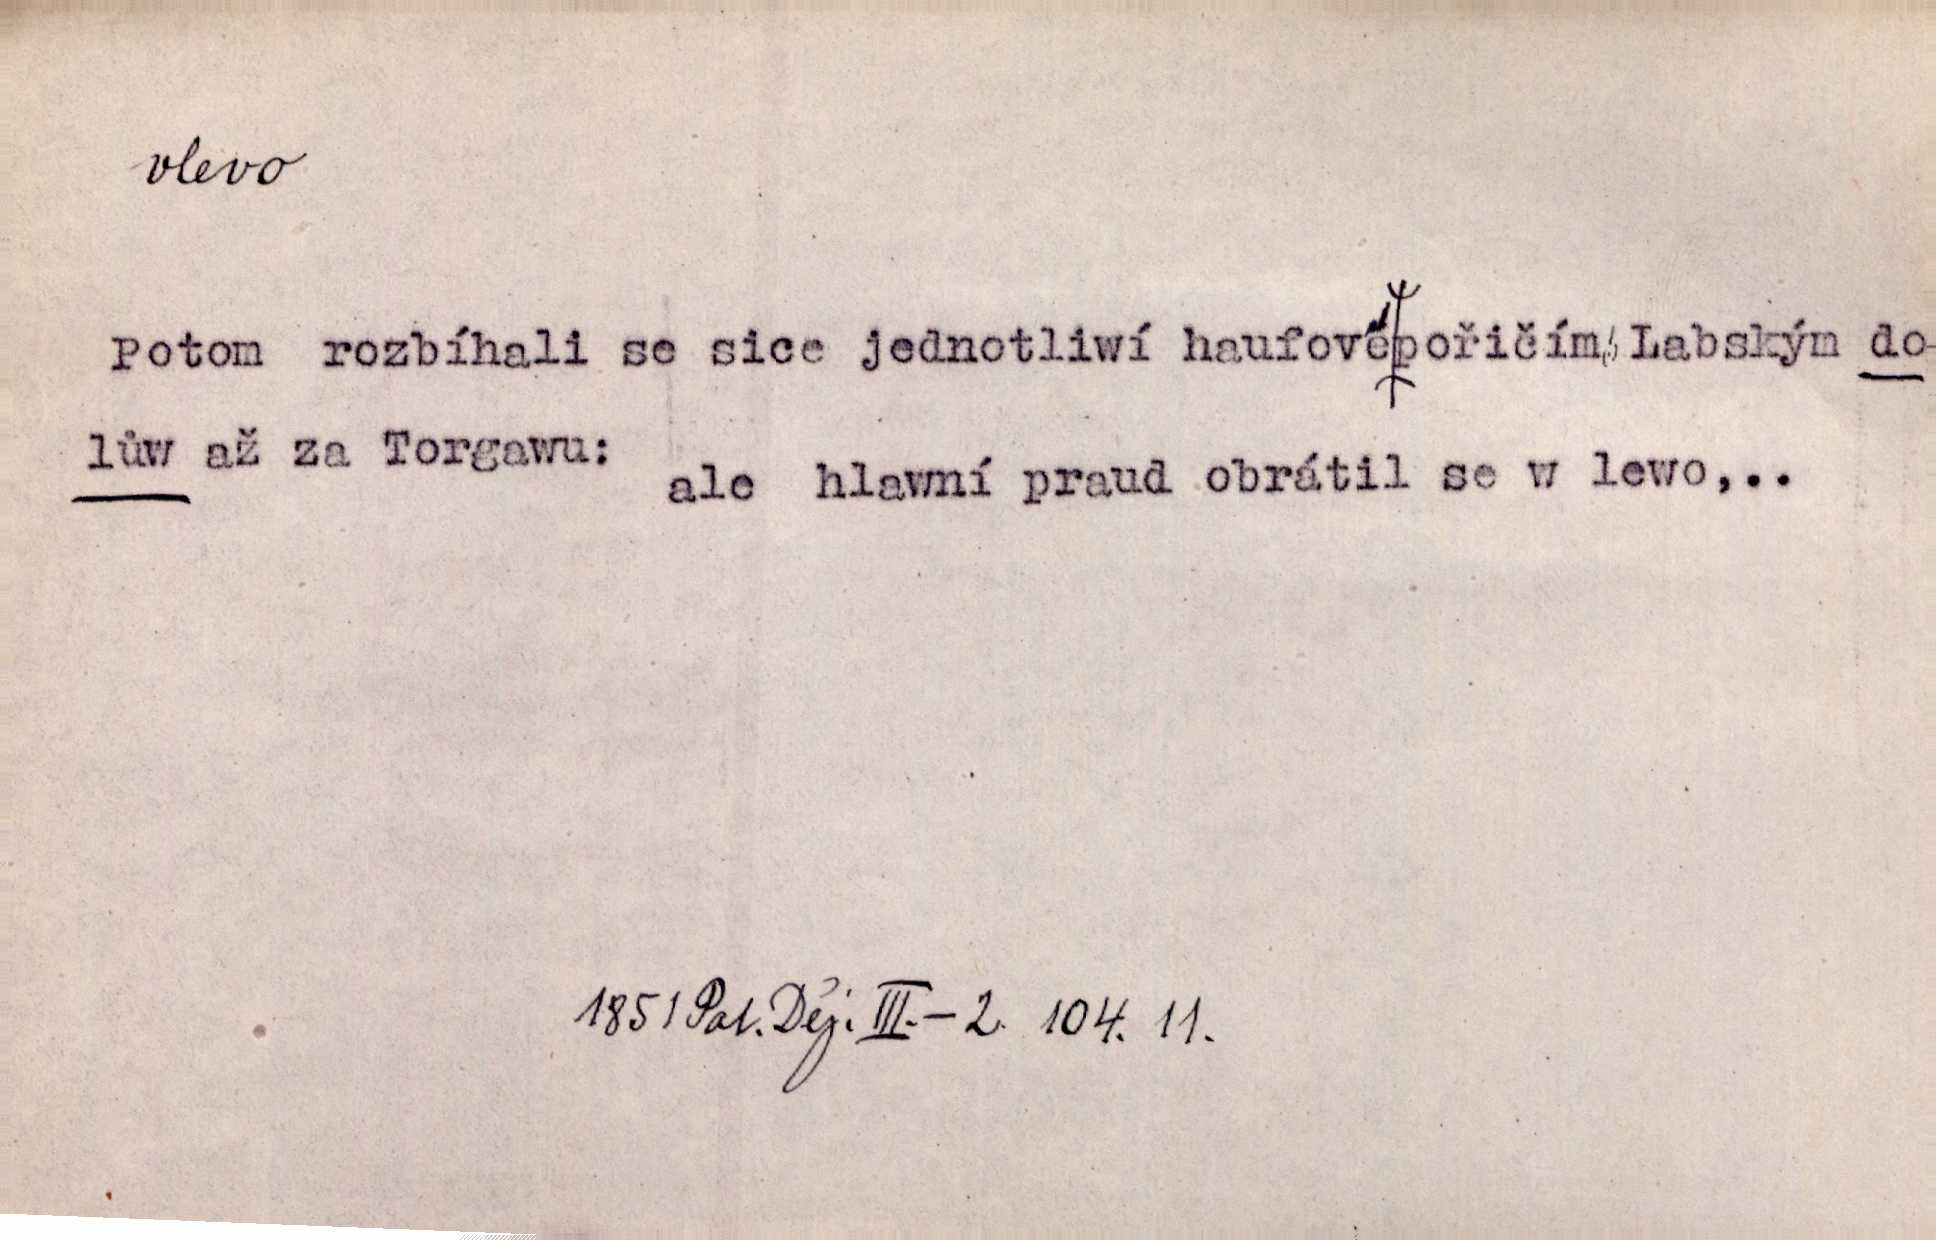 vlevo
Potom rozbíhali se sice jednotliwí haufové pořičím Labským do-
lůw až za Torgawu: ale hlawní praud obrátil se w lewo,..
1851 Pal. Děj. III.-2. 104. 11.